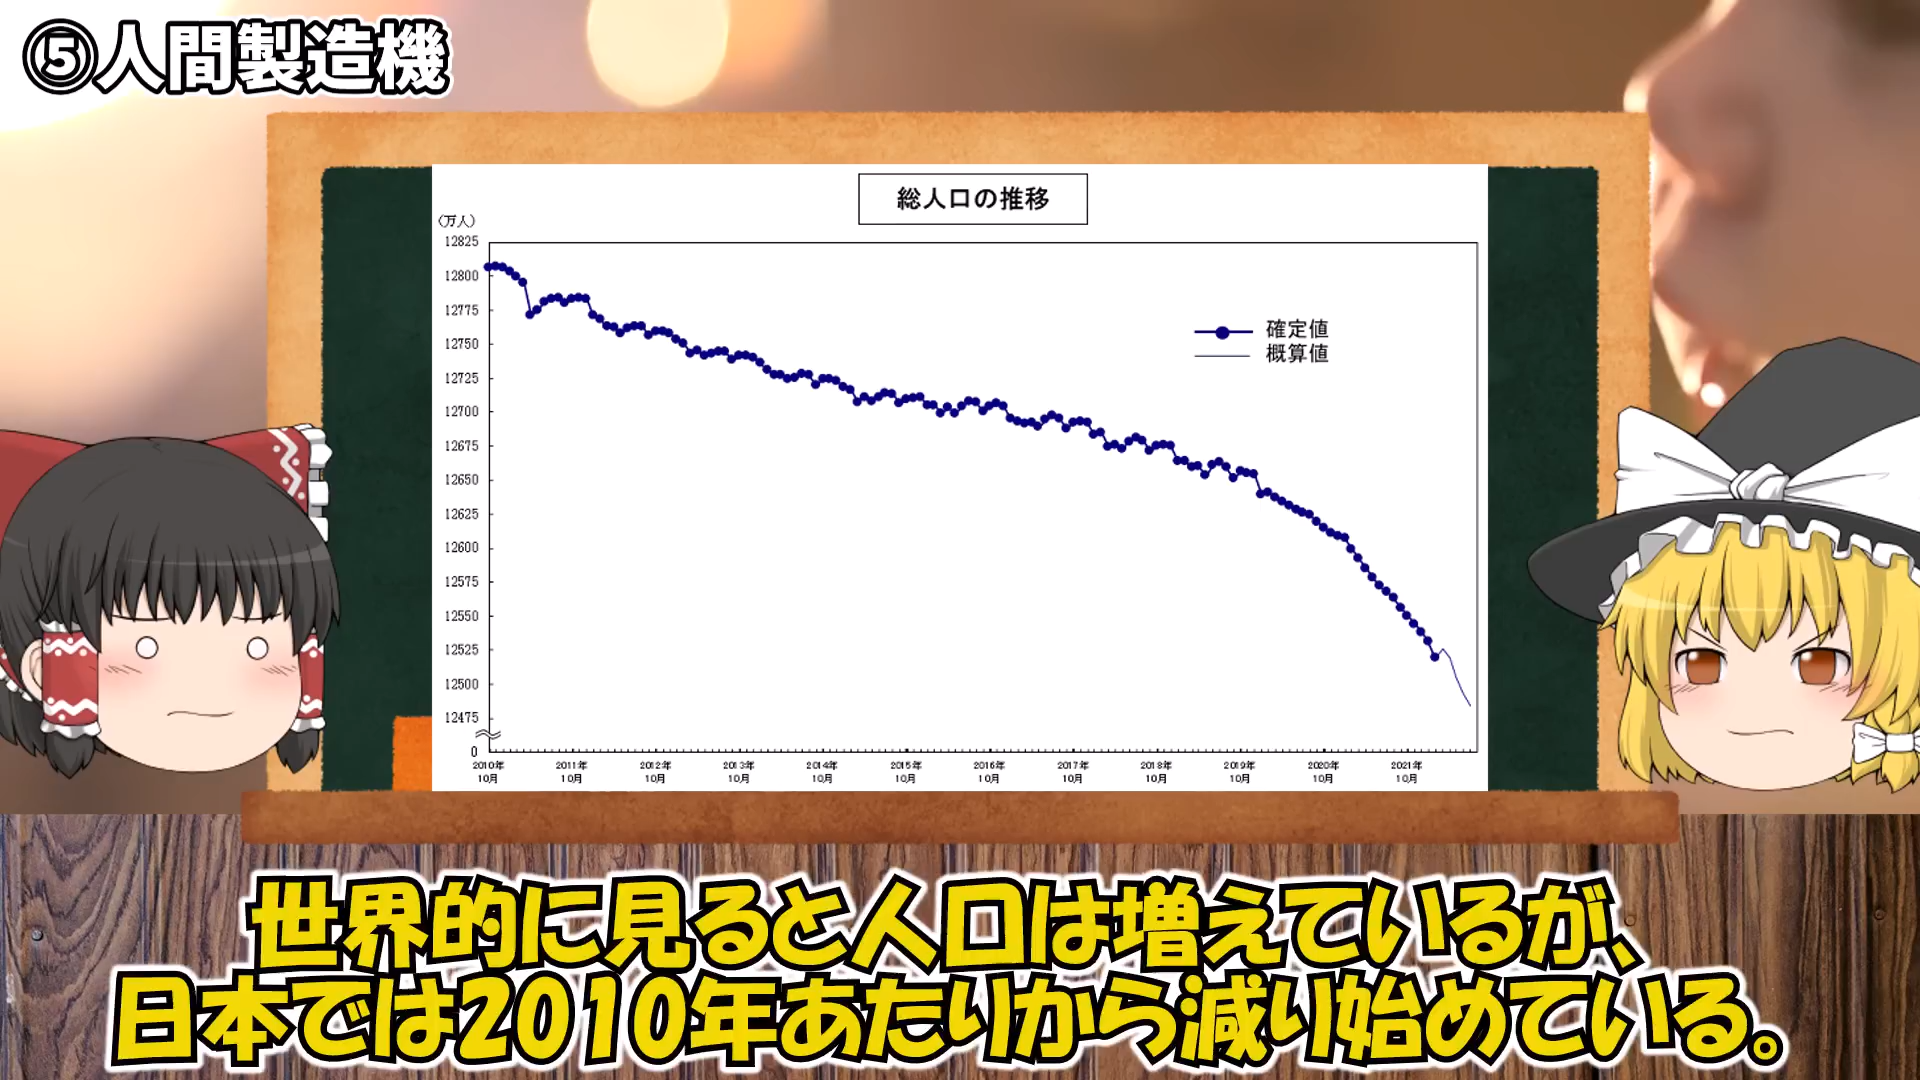 ⑤人間製造機
総人口の推移
(万人)
12825
12800
12775
12750
12725
12700
12675
12650
12625
12600
12575
12550
12525
12500
12475
0
確定値
概算値
2010年 2011年 2012年 2013年 2014年 2015年 2016年 2017年 2018年 2019年 2020年 2021年
10月 10月 10月 10月 10月 10月 10月 10月 10月 10月 10月 10月
世界的に見ると人口は増えているが、
日本では2010年あたりから減り始めている。